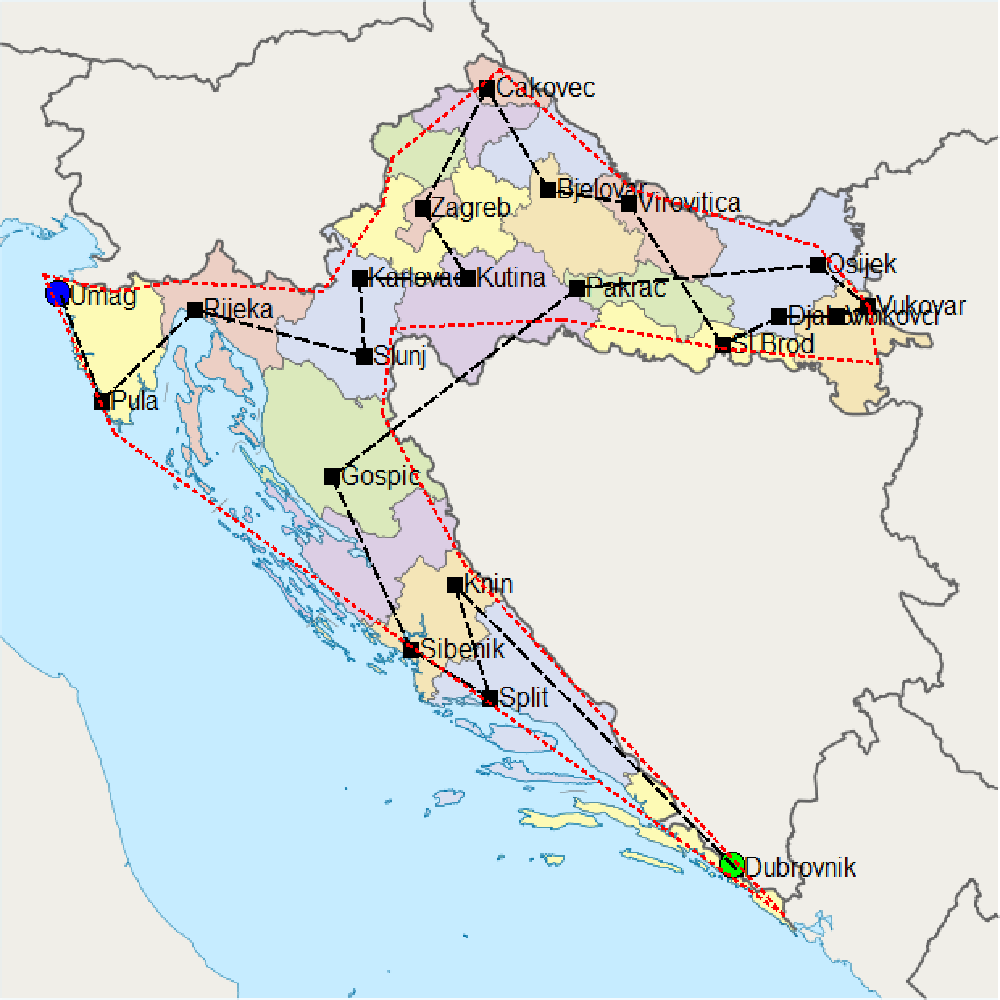 Cakovec
Bjelovar
Virovitica
Zagreb
Osijek
Karlovac
Kutina
Pakrac
Umag
Rijeka
Vukovar
Vinkovci
Sl Brod
Slunj
Pula
Gospic
Knin
Sibenik
Split
Dubrovnik